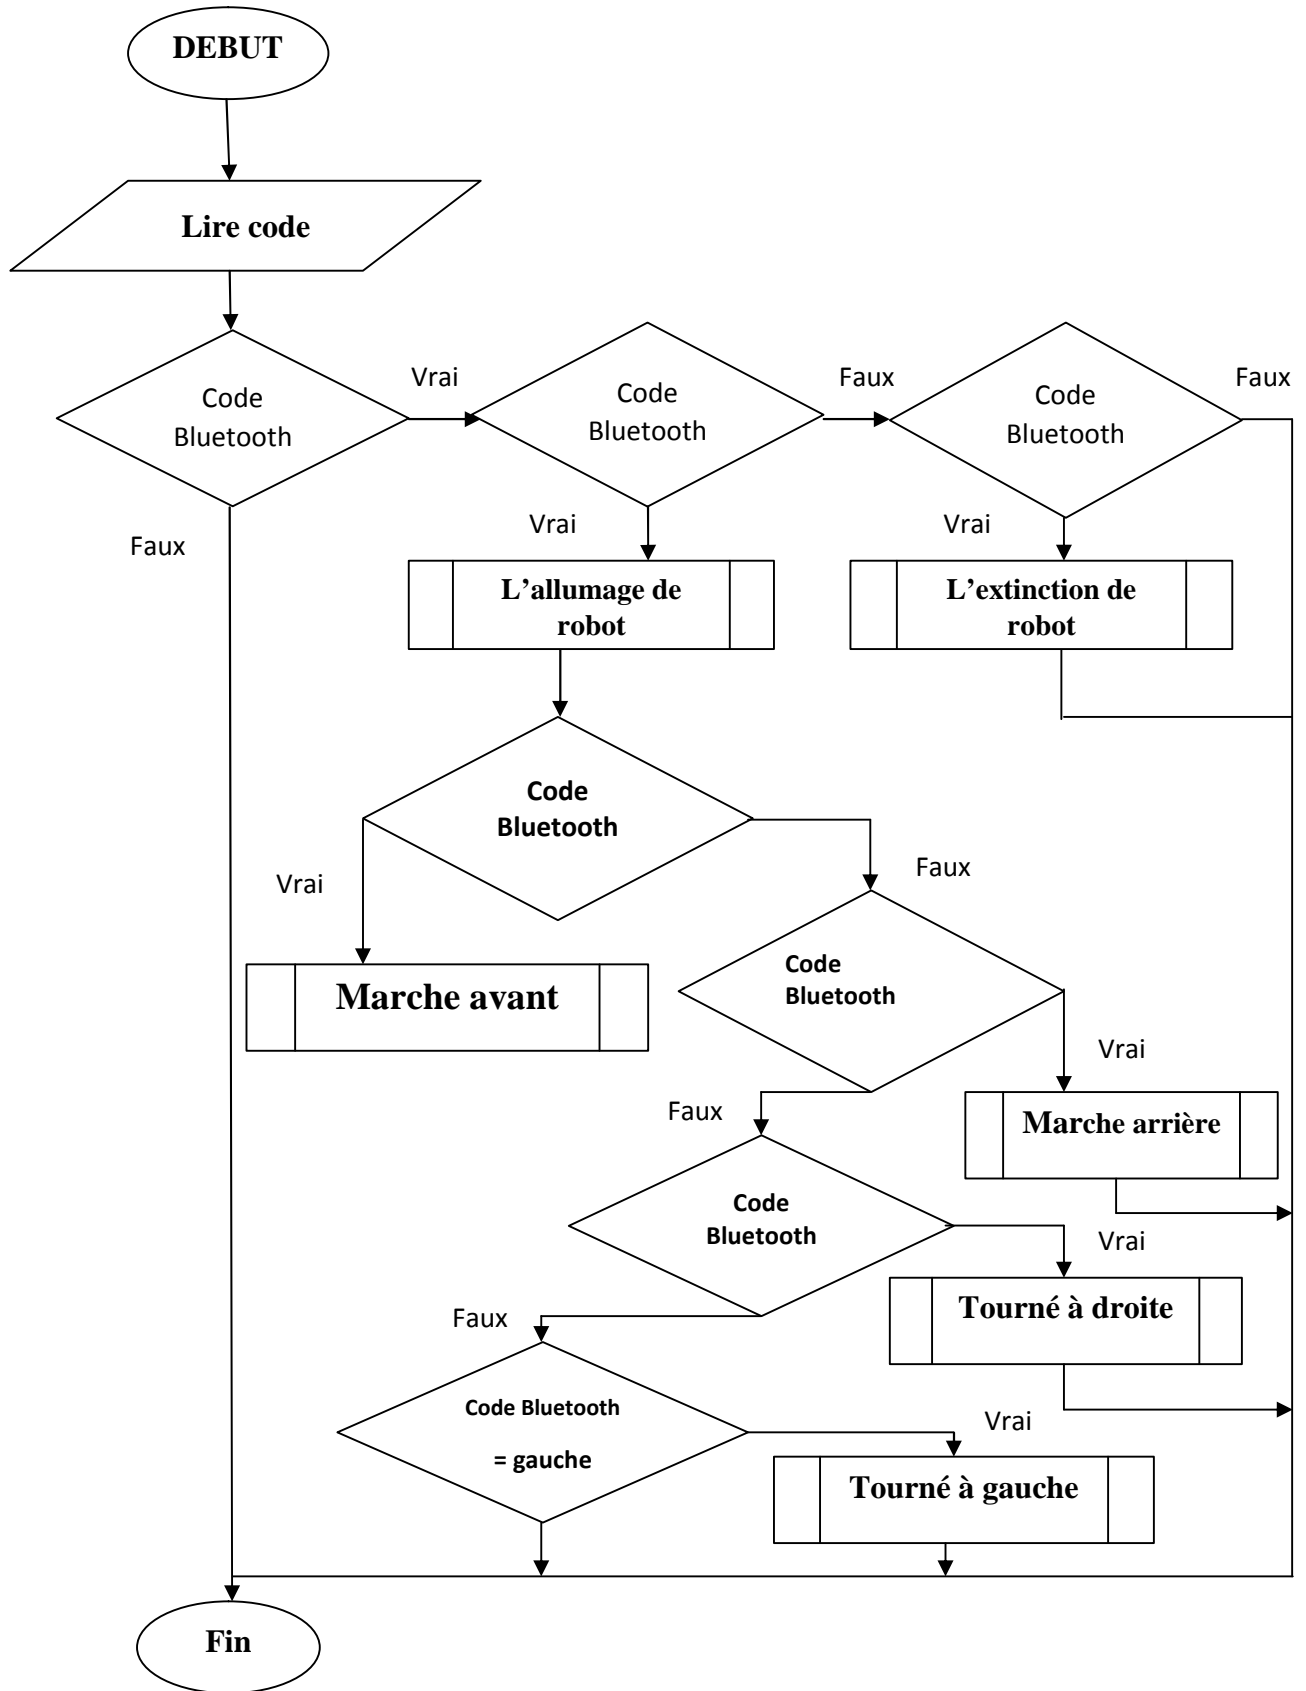 DEBUT
Lire code
Vrai
Faux
Faux
Code
Bluetooth
Code
Bluetooth
Code
Bluetooth
Faux
Vrai
Vrai
L'allumage de
robot
L'extinction de
robot
Code
Bluetooth
Vrai
Faux
Marche avant
Code
Bluetooth
Vrai
Faux
Marche arrière
Code
Bluetooth
Vrai
Faux
Tourné à droite
Code Bluetooth
= gauche
Vrai
Tourné à gauche
Fin